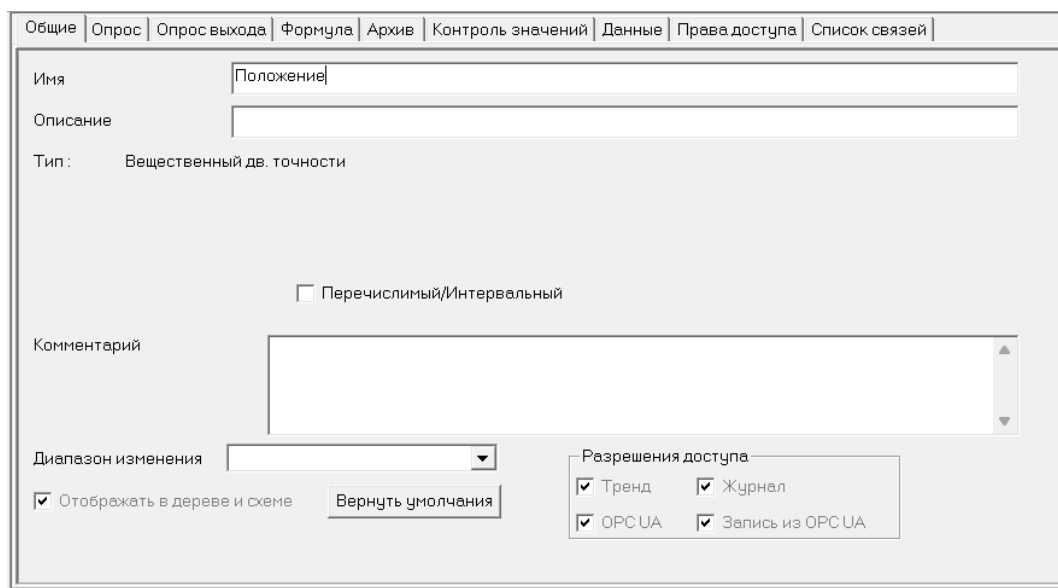 Общие Опрос Опрос выхода Формула Архив Контроль значений Данные Права доступа Список связей
Имя Положение
Описание
Тип : Вещественный дв. точности
Перечислимый/Интервальный
Комментарий
Диапазон изменения
Разрешения доступа
Тренд Журнал
Отображать в дереве и схеме Вернуть умолчания
OPC UA Запись из OPC UA